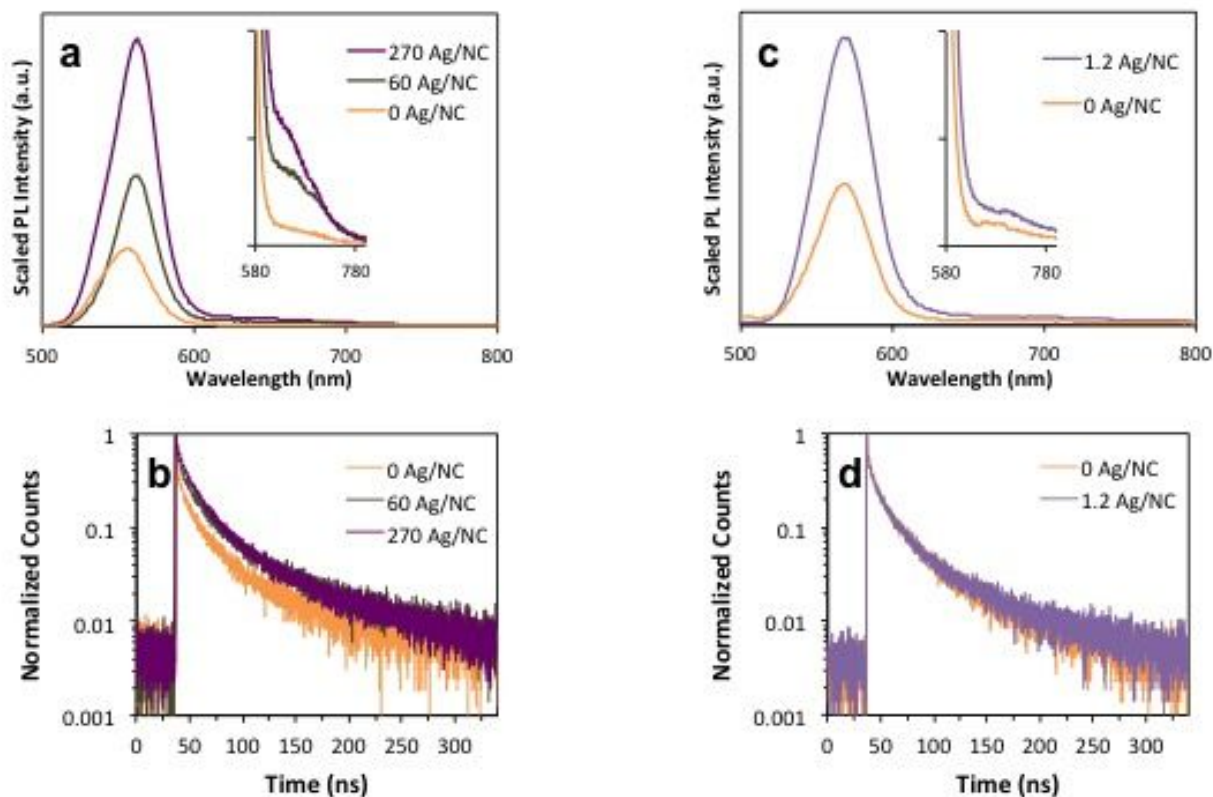 a
270 Ag/NC
60 Ag/NC
0 Ag/NC
Scaled PL Intensity (a.u.)
580 780
500 600 700 800
Wavelength (nm)
c
1.2 Ag/NC
0 Ag/NC
Scaled PL Intensity (a.u.)
580 780
500 600 700 800
Wavelength (nm)
b
0 Ag/NC
60 Ag/NC
270 Ag/NC
Normalized Counts
1
0.1
0.01
0.001
0 50 100 150 200 250 300
Time (ns)
d
0 Ag/NC
1.2 Ag/NC
Normalized Counts
1
0.1
0.01
0.001
0 50 100 150 200 250 300
Time (ns)